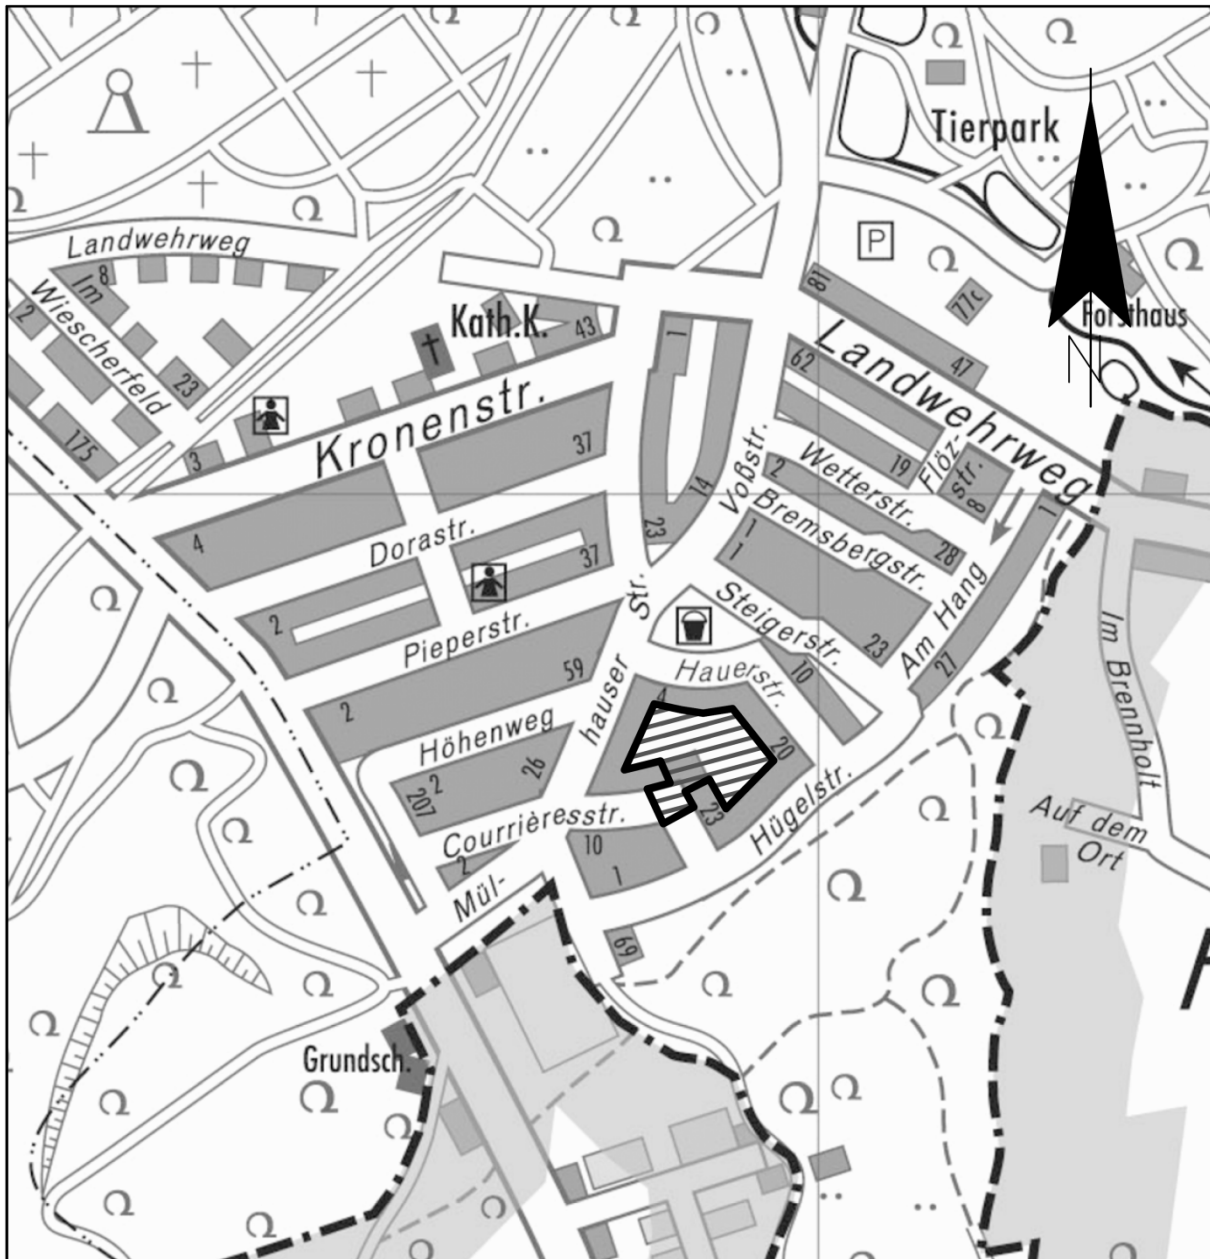 Tierpark
P
Landwehrweg
8
Im
Wiescherfeld
2
23
175
3
Kath.K.
43
Kronenstr.
37
4
81
77c
47
Forsthaus
N
Landwehrweg
62
19
Flöz-
str.
8
1
14
23
Voßstr.
Wetterstr.
2
28
Bremsbergstr.
1
1
23
Am Hang
1
27
Dorastr.
2
37
Pieperstr.
2
59
Steigerstr.
10
Hauerstr.
4
20
23
Höhenweg
2
207
26
Courrièresstr.
2
10
1
Mül-
hauser
Str.
Hügelstr.
69
Im Brennholt
Auf dem
Ort
Grundsch.